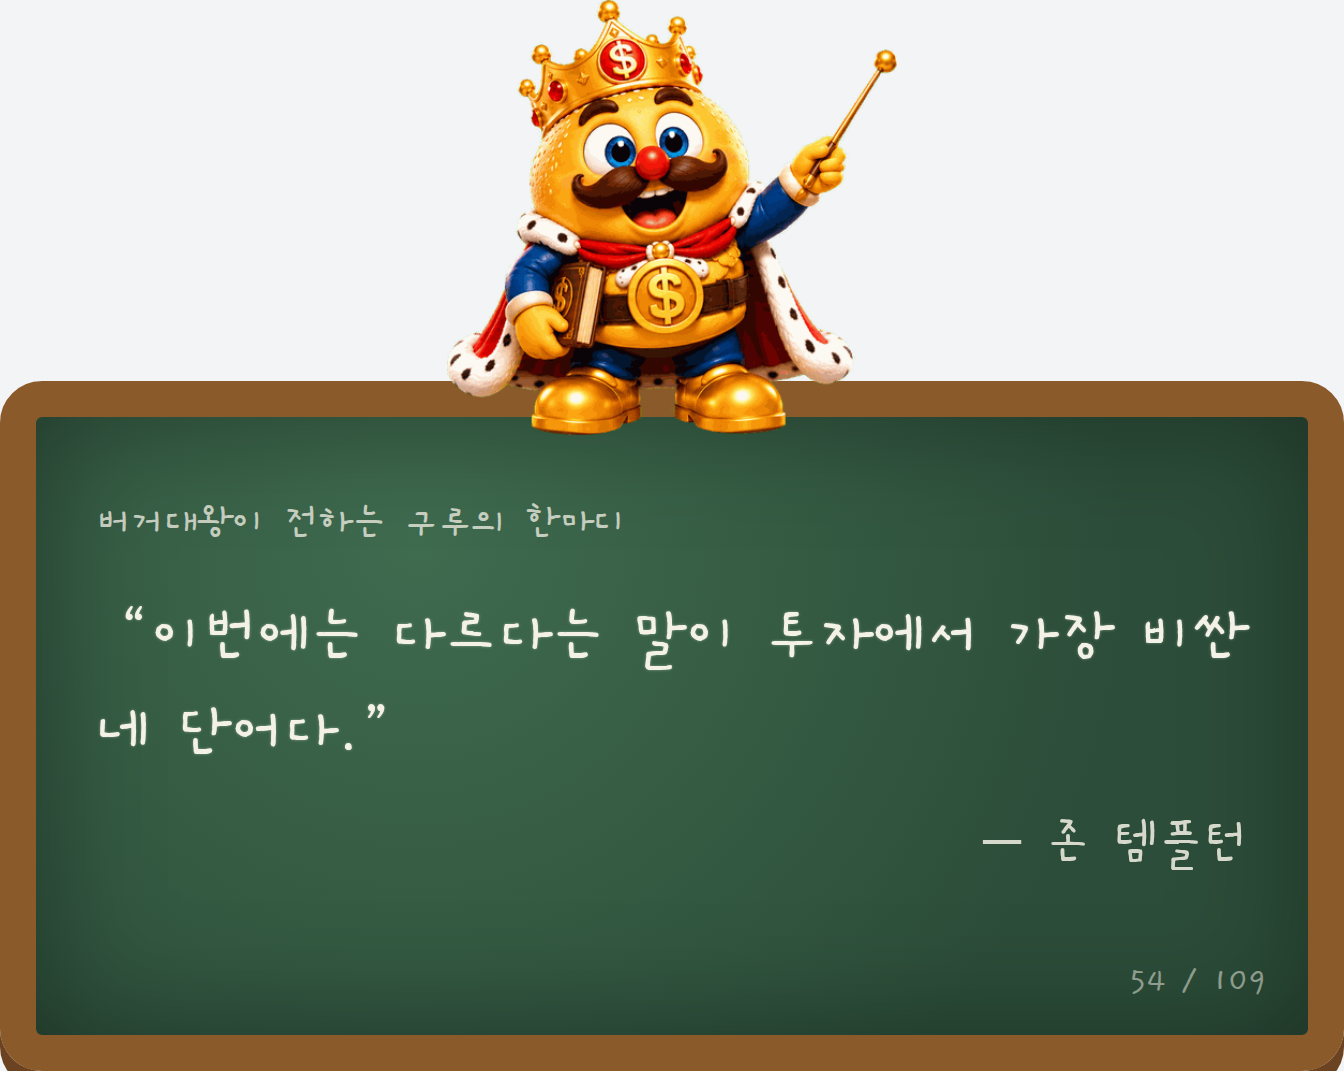 $
$
$
버거대왕이 전하는 구루의 한마디
“이번에는 다르다는 말이 투자에서 가장 비싼
네 단어다.”
— 존 템플턴
54 / 109